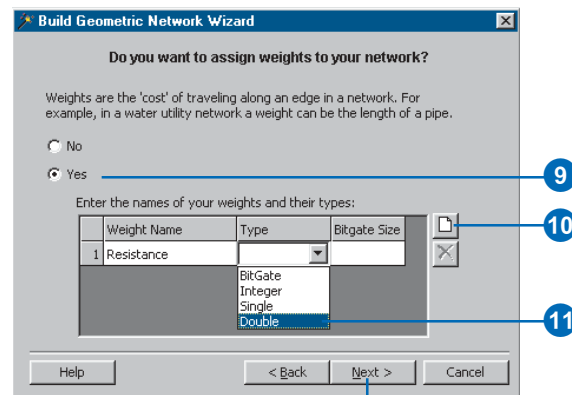 Build Geometric Network Wizard
Do you want to assign weights to your network?
Weights are the 'cost' of traveling along an edge in a network. For
example, in a water utility network a weight can be the length of a pipe.
No
Yes
9
Enter the names of your weights and their types:
10
Weight Name Type Bitgate Size
1 Resistance
BitGate
Integer
Single
Double
11
Help < Back Next > Cancel